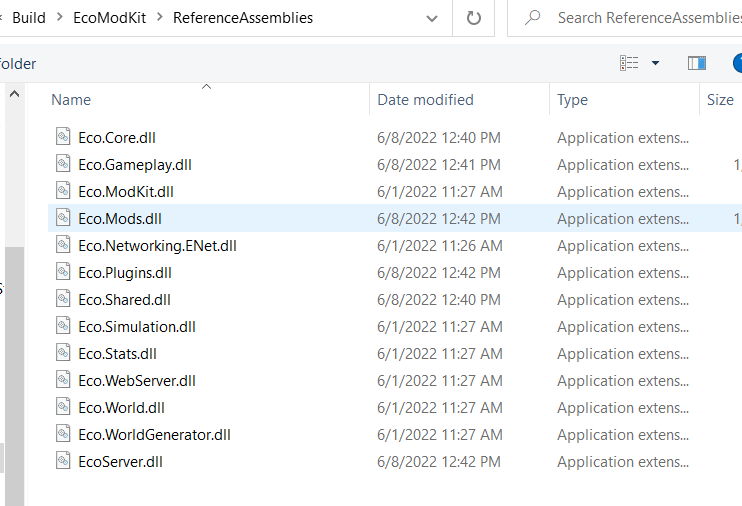 Build > EcoModKit > ReferenceAssemblies
Search ReferenceAssemblies
folder
Name Date modified Type Size
Eco.Core.dll 6/8/2022 12:40 PM Application extens...
Eco.Gameplay.dll 6/8/2022 12:41 PM Application extens... 1,
Eco.ModKit.dll 6/1/2022 11:27 AM Application extens...
Eco.Mods.dll 6/8/2022 12:42 PM Application extens... 1,
Eco.Networking.ENet.dll 6/1/2022 11:26 AM Application extens...
Eco.Plugins.dll 6/8/2022 12:42 PM Application extens...
Eco.Shared.dll 6/8/2022 12:40 PM Application extens...
Eco.Simulation.dll 6/1/2022 11:27 AM Application extens...
Eco.Stats.dll 6/1/2022 11:27 AM Application extens...
Eco.WebServer.dll 6/1/2022 11:27 AM Application extens...
Eco.World.dll 6/1/2022 11:27 AM Application extens...
Eco.WorldGenerator.dll 6/1/2022 11:27 AM Application extens...
EcoServer.dll 6/8/2022 12:42 PM Application extens...